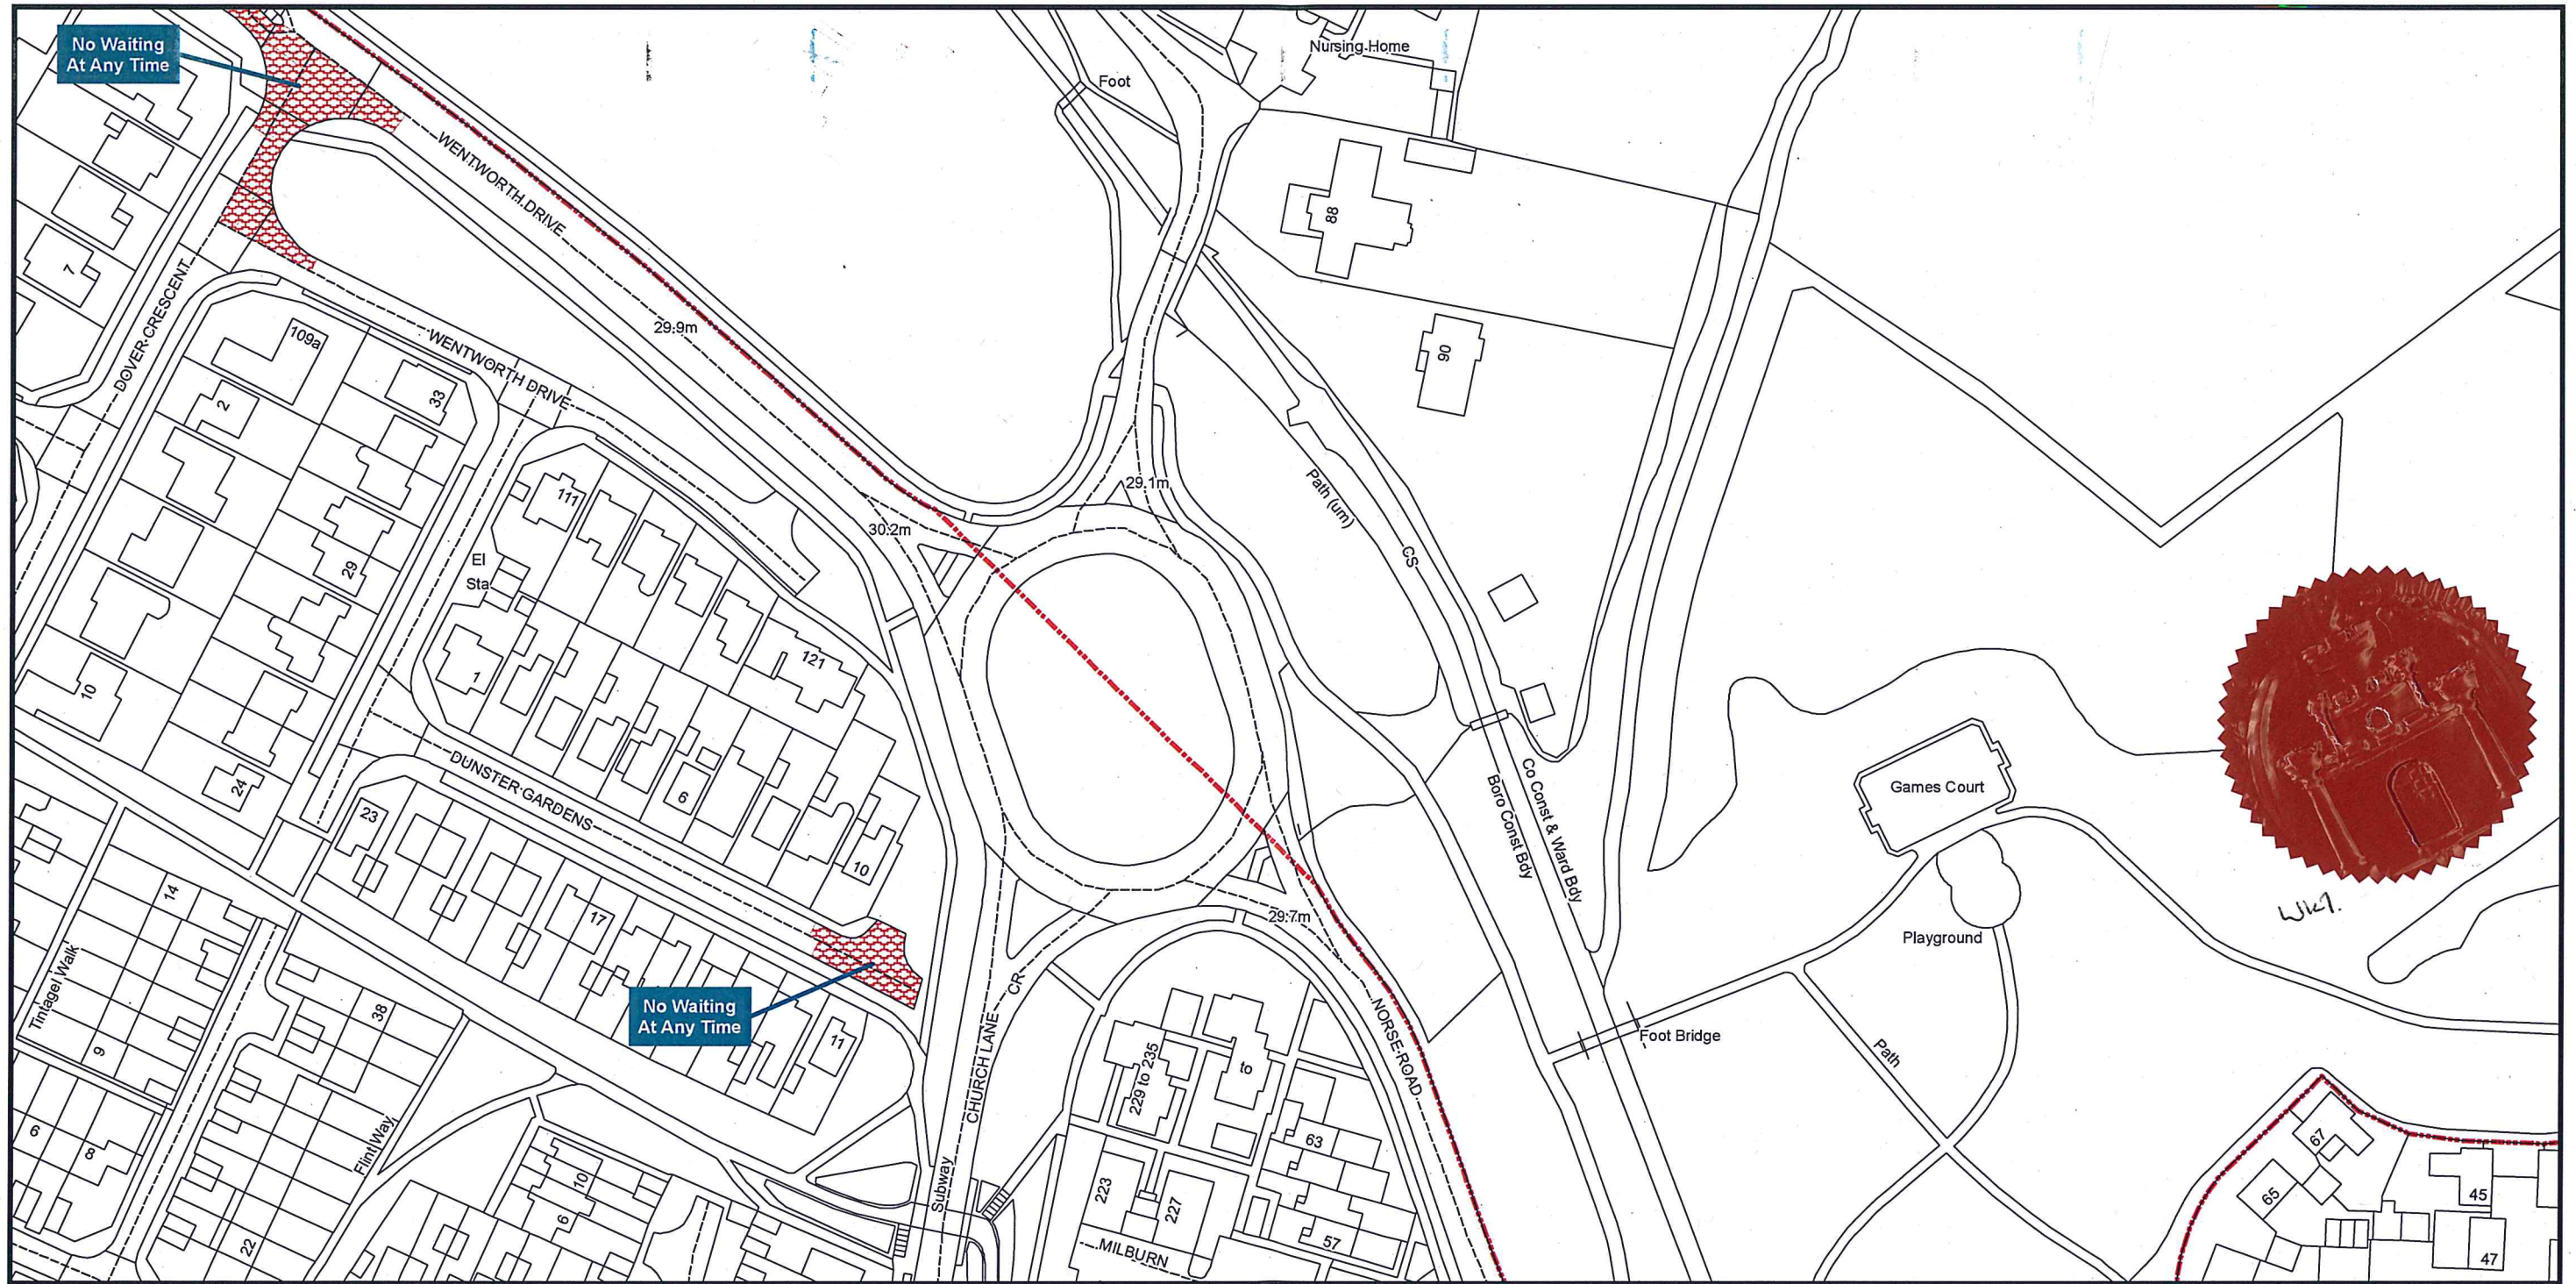 No Waiting
At Any Time
Nursing Home
Foot
WENTWORTH DRIVE
88
7
DOVER CRESCENT
29.9m
109a
WENTWORTH DRIVE
90
2
33
29.1m
Path (um)
111
30.2m
CS
29
El
Sta
121
1
10
Co Const & Ward Bdy
Boro Const Bdy
Games Court
DUNSTER GARDENS
24
6
23
10
14
17
29.7m
Playground
Tintagel Walk
CR
No Waiting
At Any Time
38
NORSE ROAD
CHURCH LANE
11
Foot Bridge
9
229 to 235
to
Path
6
8
Flint Way
63
67
10
Subway
223
227
65
45
6
22
MILBURN
57
47